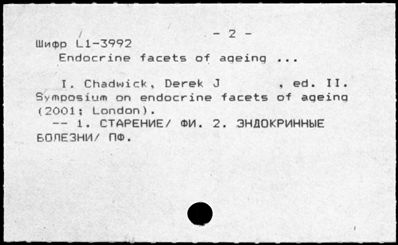 - 2 -
Шифр L1-3992
Endocrine facets of ageing ...
I. Chadwick, Derek J , ed. II.
Symposium on endocrine facets of ageing
(2001; London).
-- 1. СТАРЕНИЕ/ ФИ. 2. ЭНДОКРИННЫЕ
БОЛЕЗНИ/ ПФ.